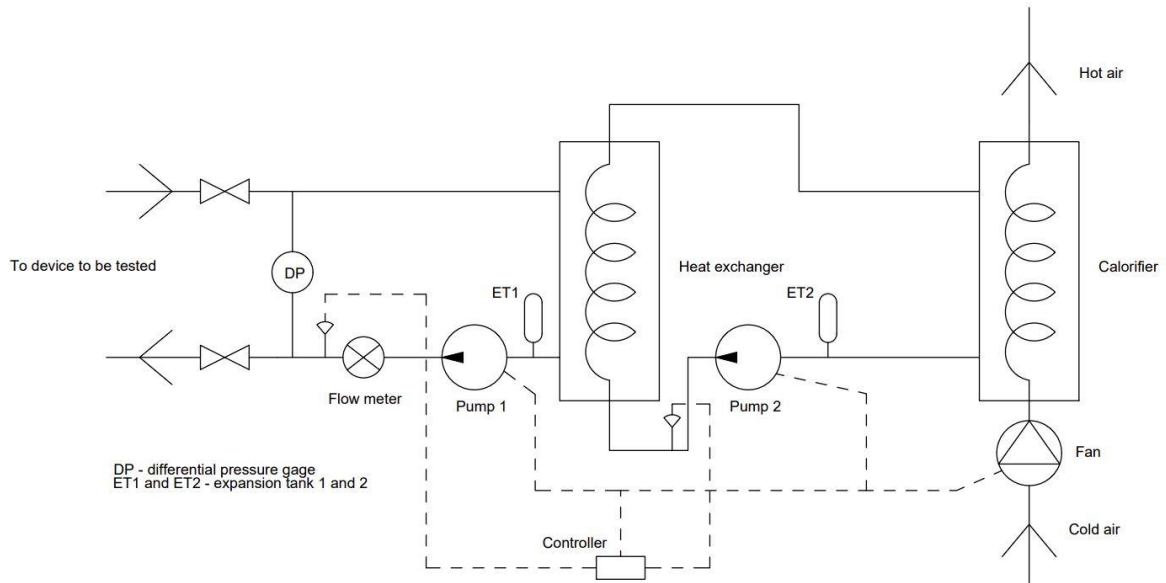 Hot air
To device to be tested
DP
Heat exchanger
Calorifier
ET1
ET2
Flow meter
Pump 1
Pump 2
Fan
DP - differential pressure gage
ET1 and ET2 - expansion tank 1 and 2
Cold air
Controller